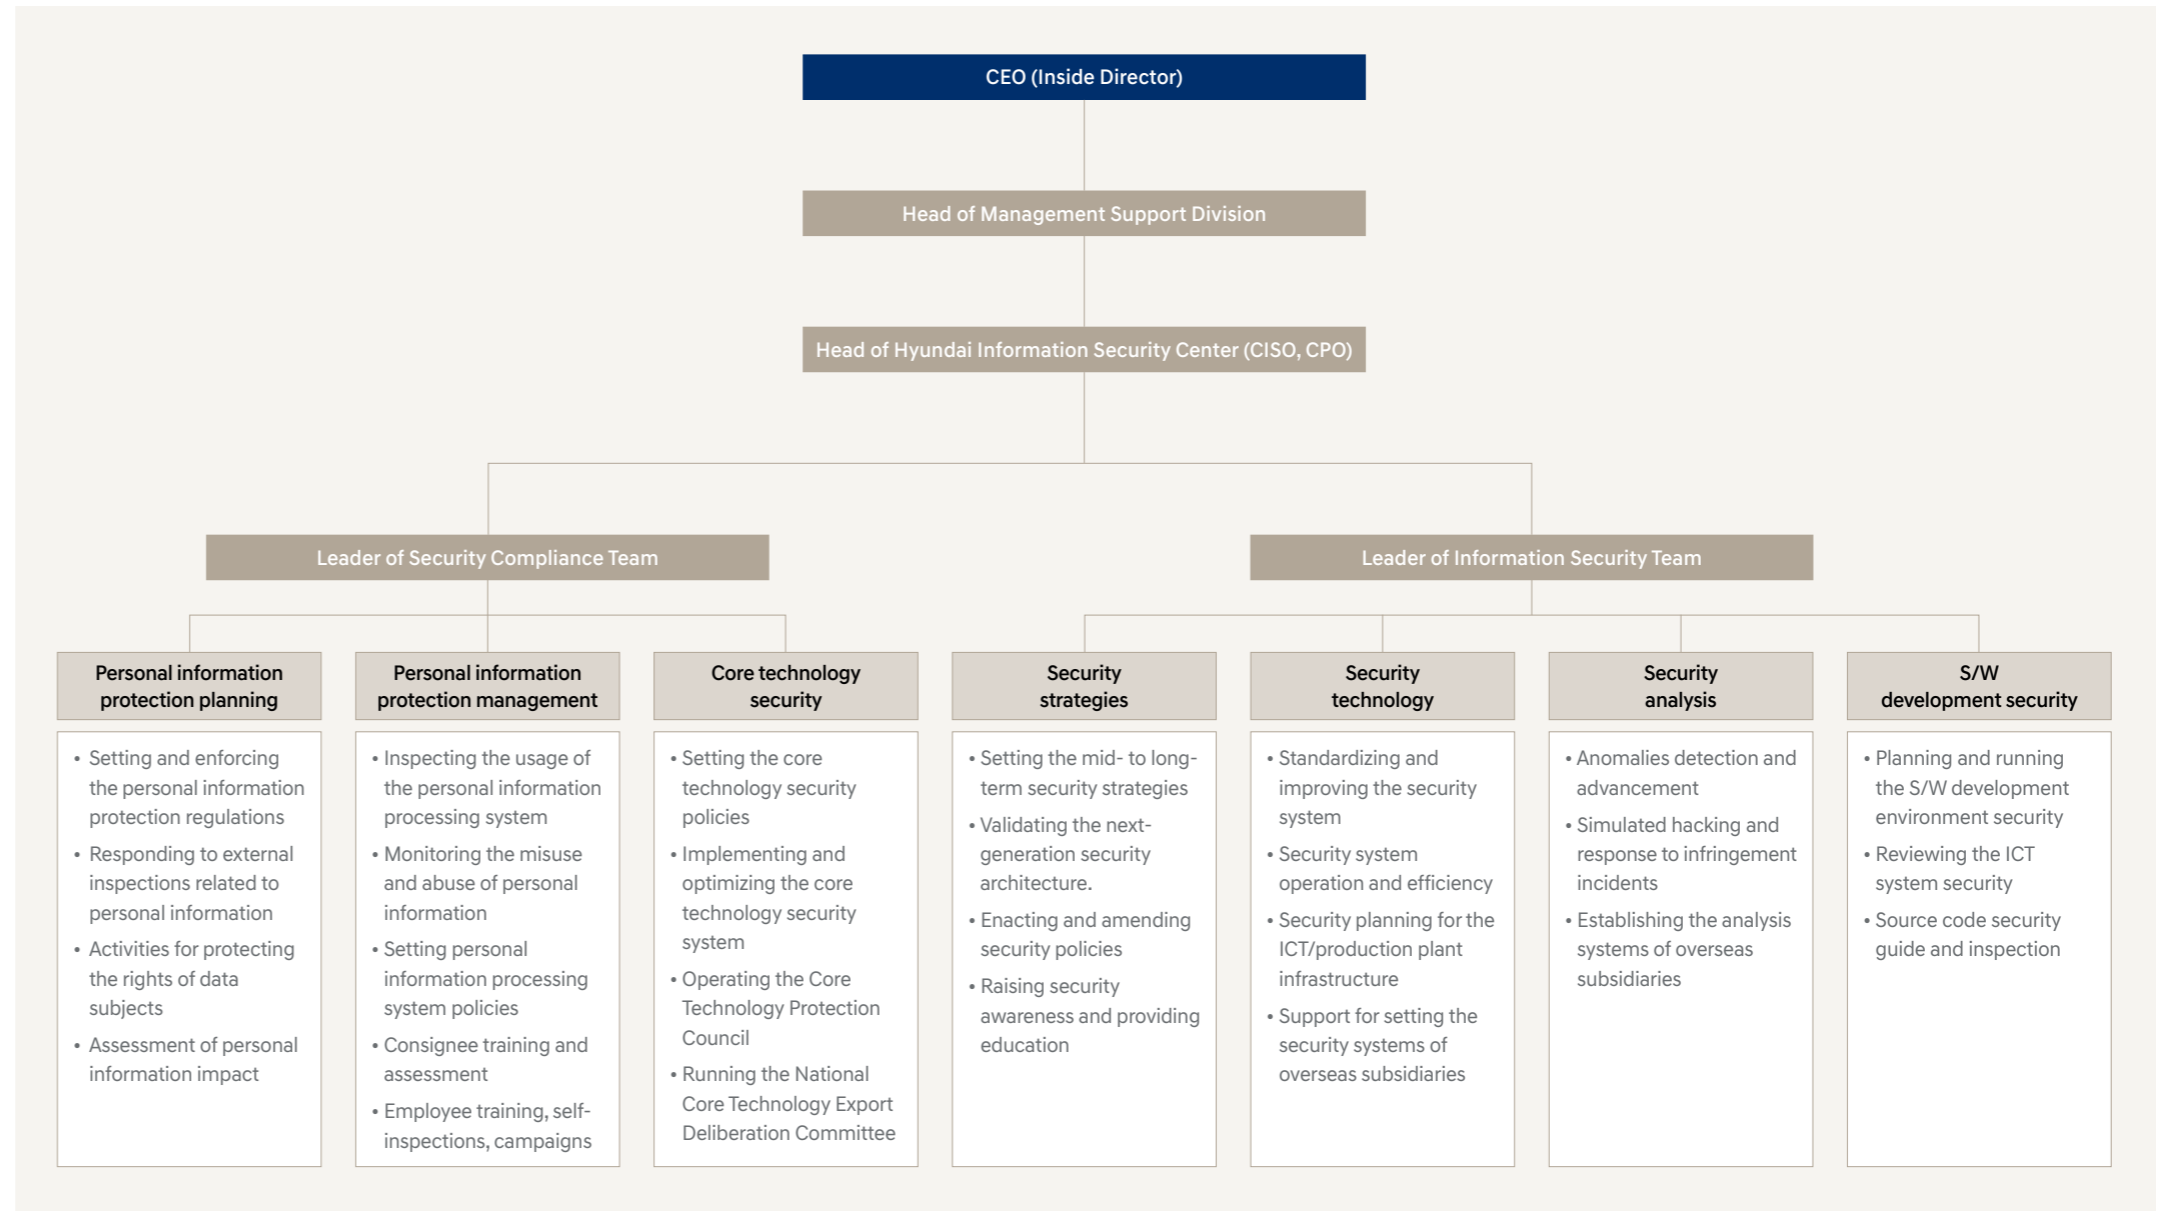 CEO (Inside Director)
Head of Management Support Division
Head of Hyundai Information Security Center (CISO, CPO)
Leader of Security Compliance Team
Leader of Information Security Team
Personal information
protection planning
• Setting and enforcing
the personal information
protection regulations
• Responding to external
inspections related to
personal information
• Activities for protecting
the rights of data
subjects
• Assessment of personal
information impact
Personal information
protection management
• Inspecting the usage of
the personal information
processing system
• Monitoring the misuse
and abuse of personal
information
• Setting personal
information processing
system policies
• Consignee training and
assessment
• Employee training, self-
inspections, campaigns
Core technology
security
• Setting the core
technology security
policies
• Implementing and
optimizing the core
technology security
system
• Operating the Core
Technology Protection
Council
• Running the National
Core Technology Export
Deliberation Committee
Security
strategies
• Setting the mid- to long-
term security strategies
• Validating the next-
generation security
architecture.
• Enacting and amending
security policies
• Raising security
awareness and providing
education
Security
technology
• Standardizing and
improving the security
system
• Security system
operation and efficiency
• Security planning for the
ICT/production plant
infrastructure
• Support for setting the
security systems of
overseas subsidiaries
Security
analysis
• Anomalies detection and
advancement
• Simulated hacking and
response to infringement
incidents
• Establishing the analysis
systems of overseas
subsidiaries
S/W
development security
• Planning and running
the S/W development
environment security
• Reviewing the ICT
system security
• Source code security
guide and inspection